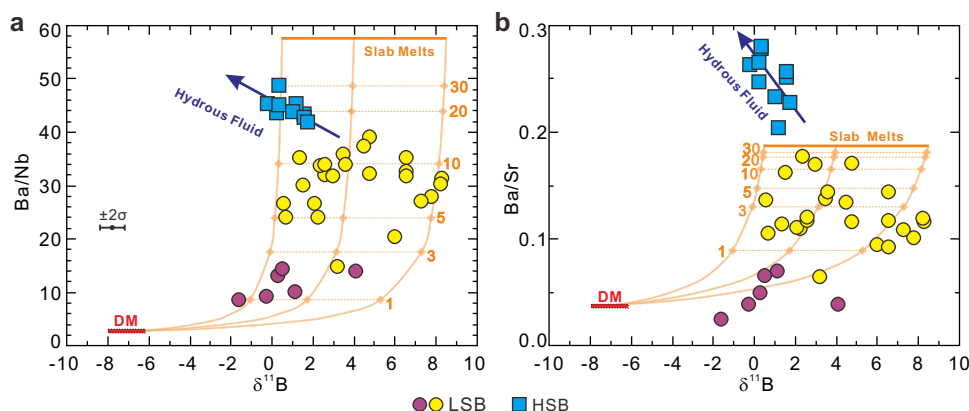 a
Ba/Nb
60
50
40
30
20
10
0
Slab Melts
30
20
10
5
3
1
Hydrous Fluid
±2σ
DM
-10 -8 -6 -4 -2 0 2 4 6 8 10
δ¹¹B
b
Ba/Sr
0.3
0.2
0.1
0.0
Hydrous Fluid
Slab Melts
30
20
10
5
3
1
DM
-10 -8 -6 -4 -2 0 2 4 6 8 10
δ¹¹B
LSB HSB